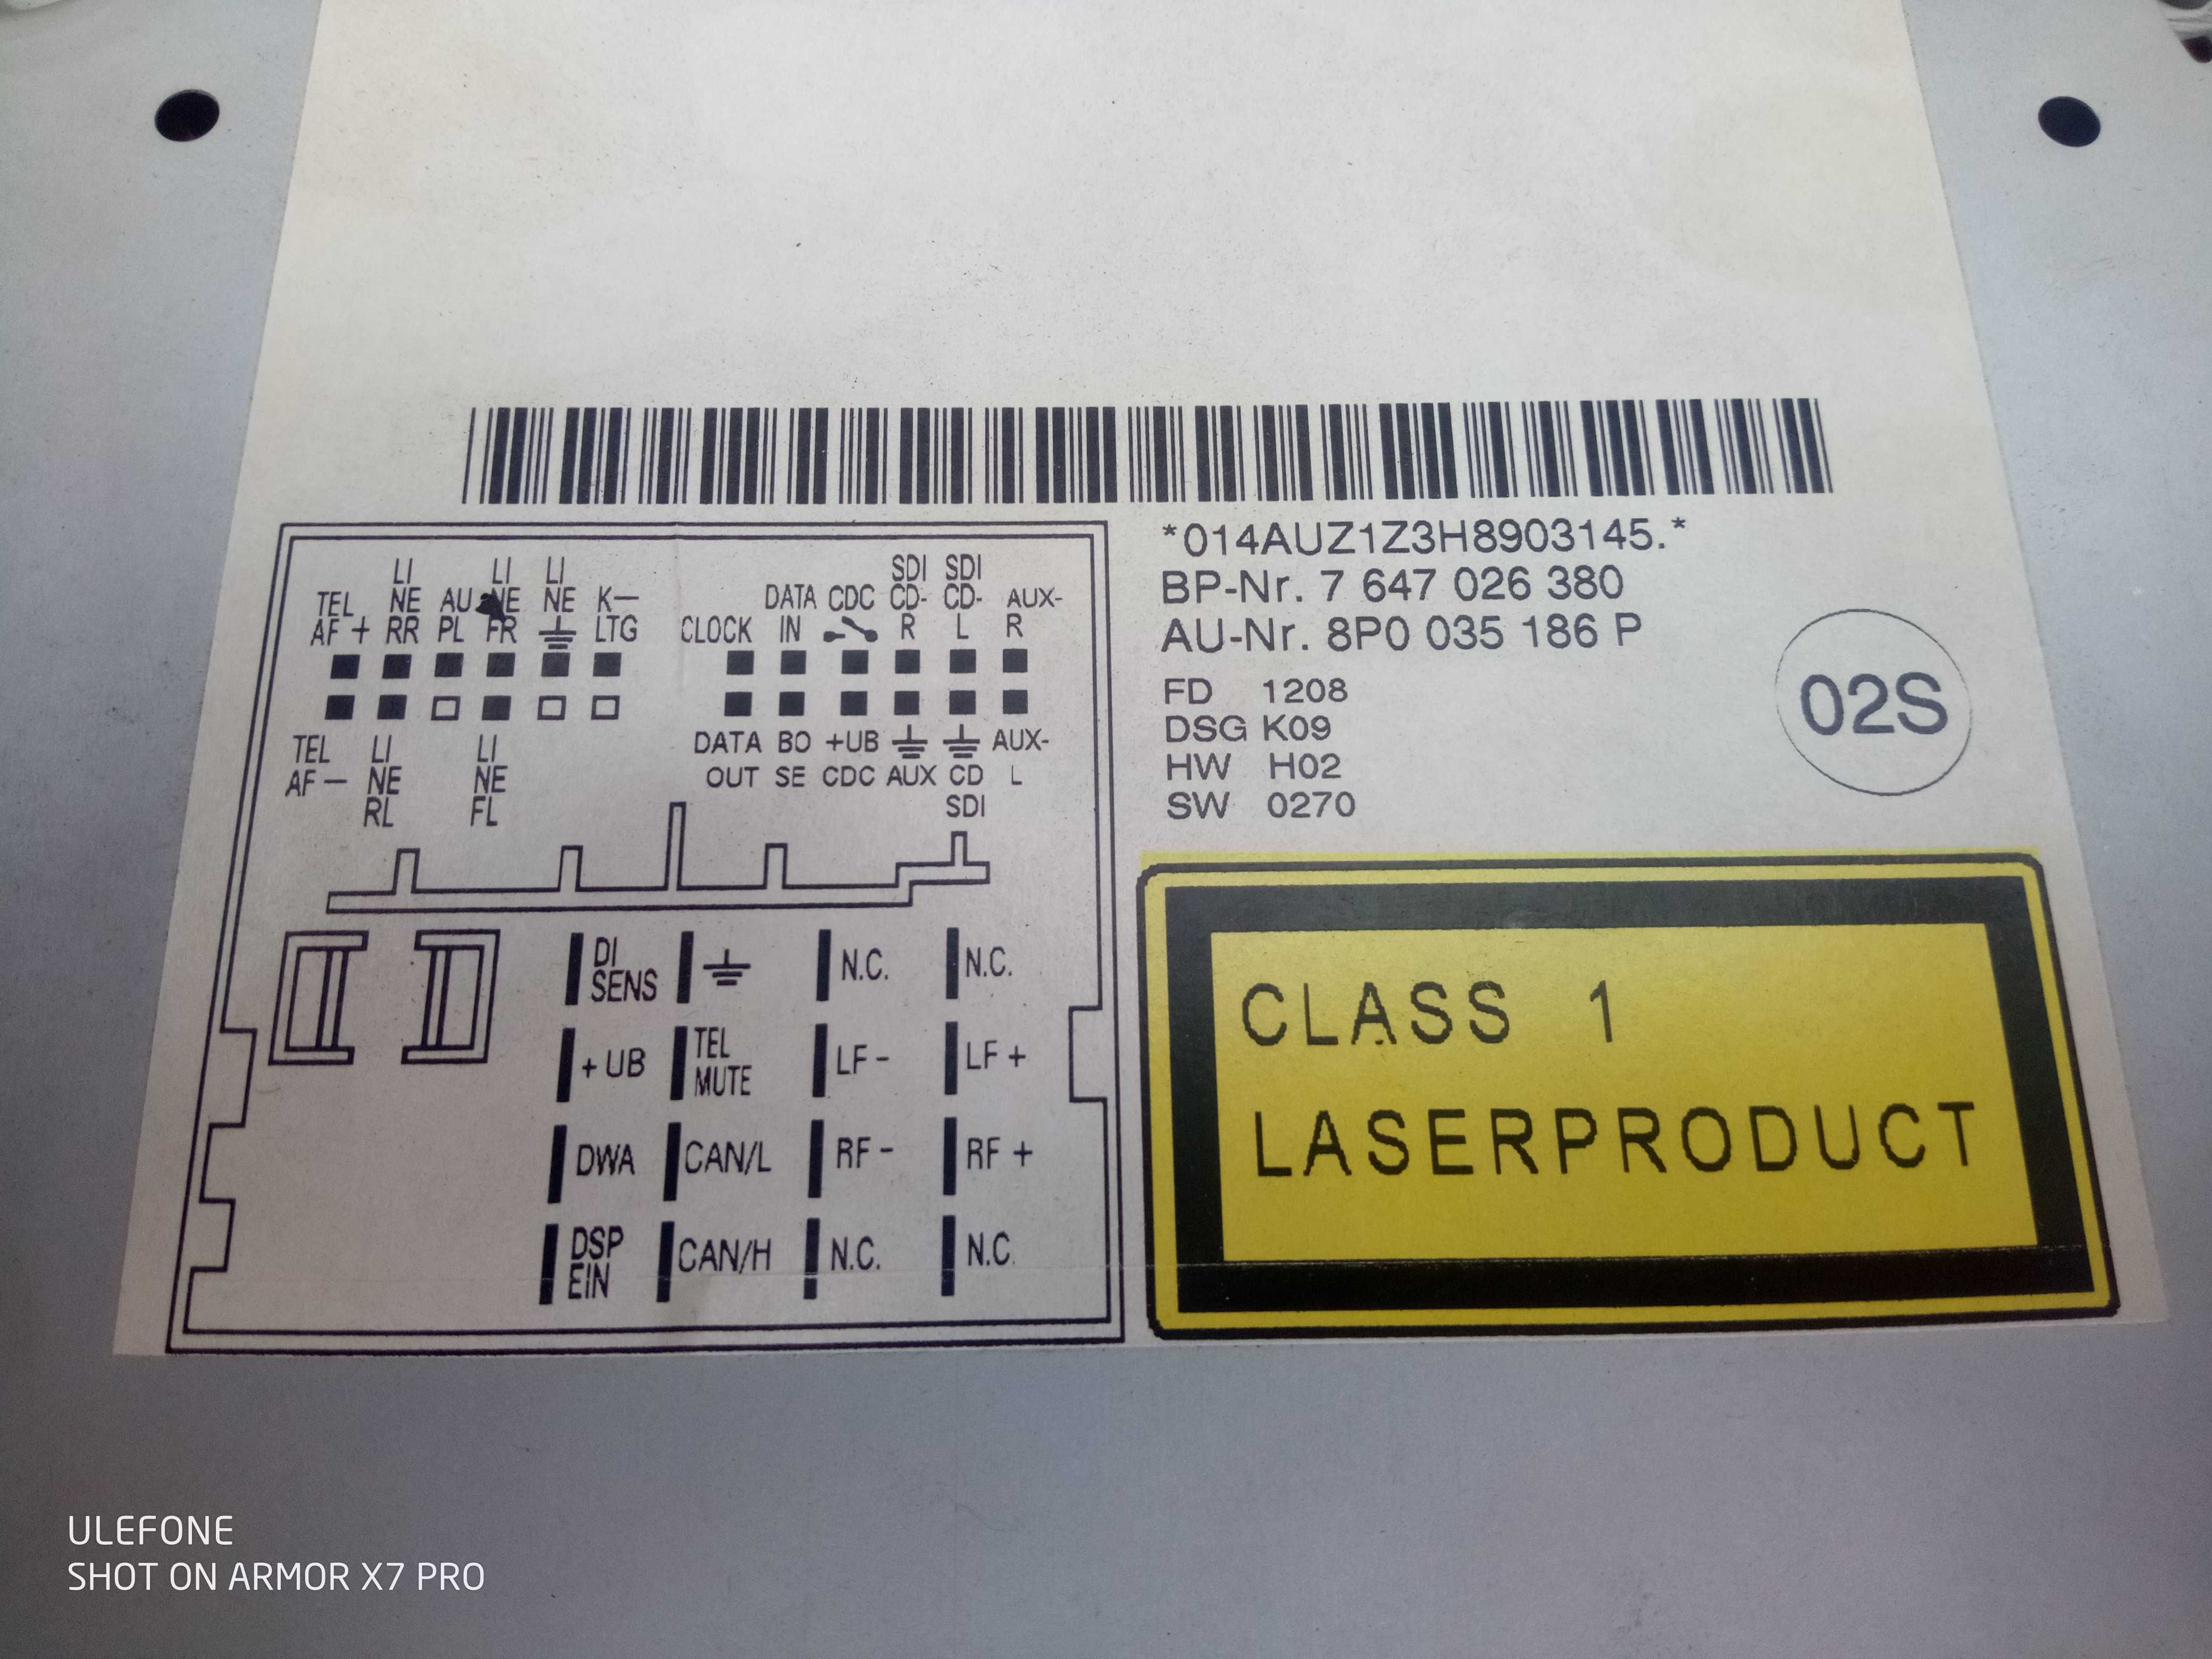 *014AUZ1Z3H8903145.*
BP-Nr. 7 647 026 380
AU-Nr. 8P0 035 186 P
FD 1208
DSG K09
HW H02
SW 0270
02S
LI LI LI SDI SDI
TEL NE AU NE NE K— DATA CDC CD- CD- AUX-
AF + RR PL FR LTG CLOCK IN R L R
TEL LI LI DATA BO +UB AUX-
AF — NE NE OUT SE CDC AUX CD L
RL FL SDI
DI
SENS N.C. N.C.
+ UB TEL MUTE LF - LF +
DWA CAN/L RF - RF +
DSP
EIN CAN/H N.C. N.C.
CLASS 1
LASERPRODUCT
ULEFONE
SHOT ON ARMOR X7 PRO